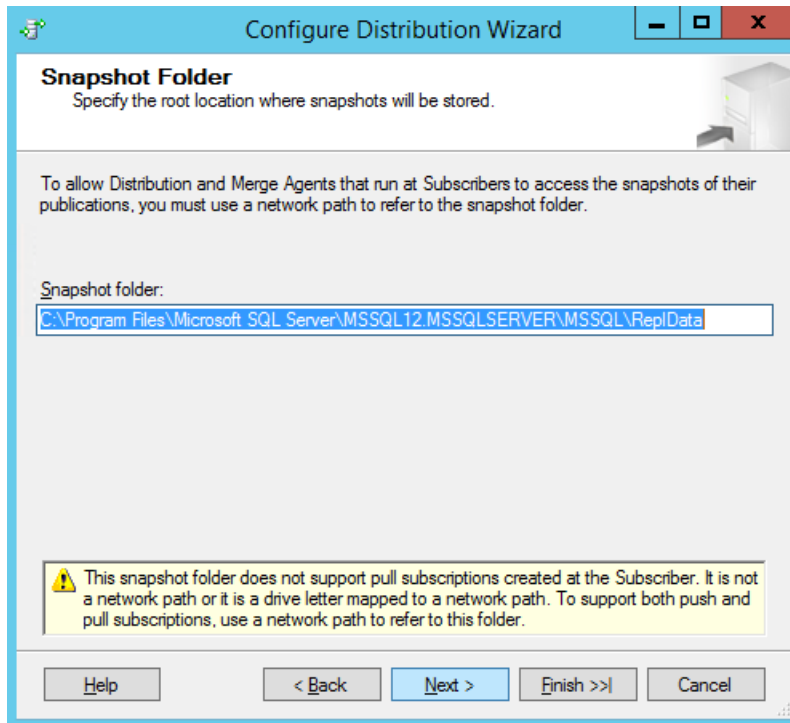 Configure Distribution Wizard
Snapshot Folder
Specify the root location where snapshots will be stored.
To allow Distribution and Merge Agents that run at Subscribers to access the snapshots of their
publications, you must use a network path to refer to the snapshot folder.
Snapshot folder:
C:\Program Files\Microsoft SQL Server\MSSQL12.MSSQLSERVER\MSSQL\ReplData
This snapshot folder does not support pull subscriptions created at the Subscriber. It is not
a network path or it is a drive letter mapped to a network path. To support both push and
pull subscriptions, use a network path to refer to this folder.
Help < Back Next > Finish >>| Cancel